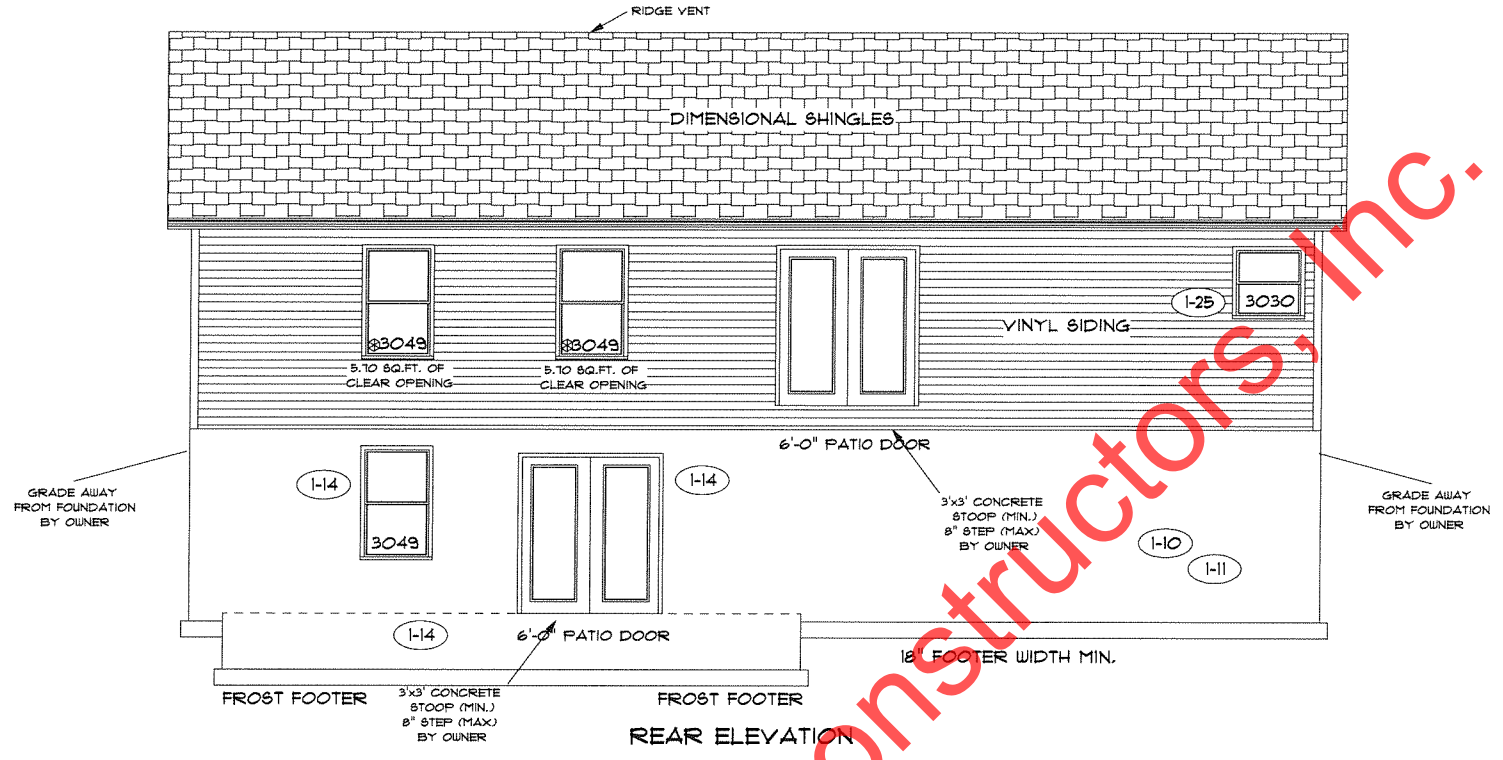 RIDGE VENT
DIMENSIONAL SHINGLES
1-25
3030
VINYL SIDING
3049
3049
5.70 SQ.FT. OF
CLEAR OPENING
5.70 SQ.FT. OF
CLEAR OPENING
6'-0" PATIO DOOR
1-14
1-14
GRADE AWAY
FROM FOUNDATION
BY OWNER
3'x3' CONCRETE
STOOP (MIN.)
8" STEP (MAX)
BY OWNER
GRADE AWAY
FROM FOUNDATION
BY OWNER
3049
1-10
1-11
1-14
6'-0" PATIO DOOR
18" FOOTER WIDTH MIN.
FROST FOOTER
3'x3' CONCRETE
STOOP (MIN.)
8" STEP (MAX)
BY OWNER
FROST FOOTER
REAR ELEVATION
onstructors, Inc.